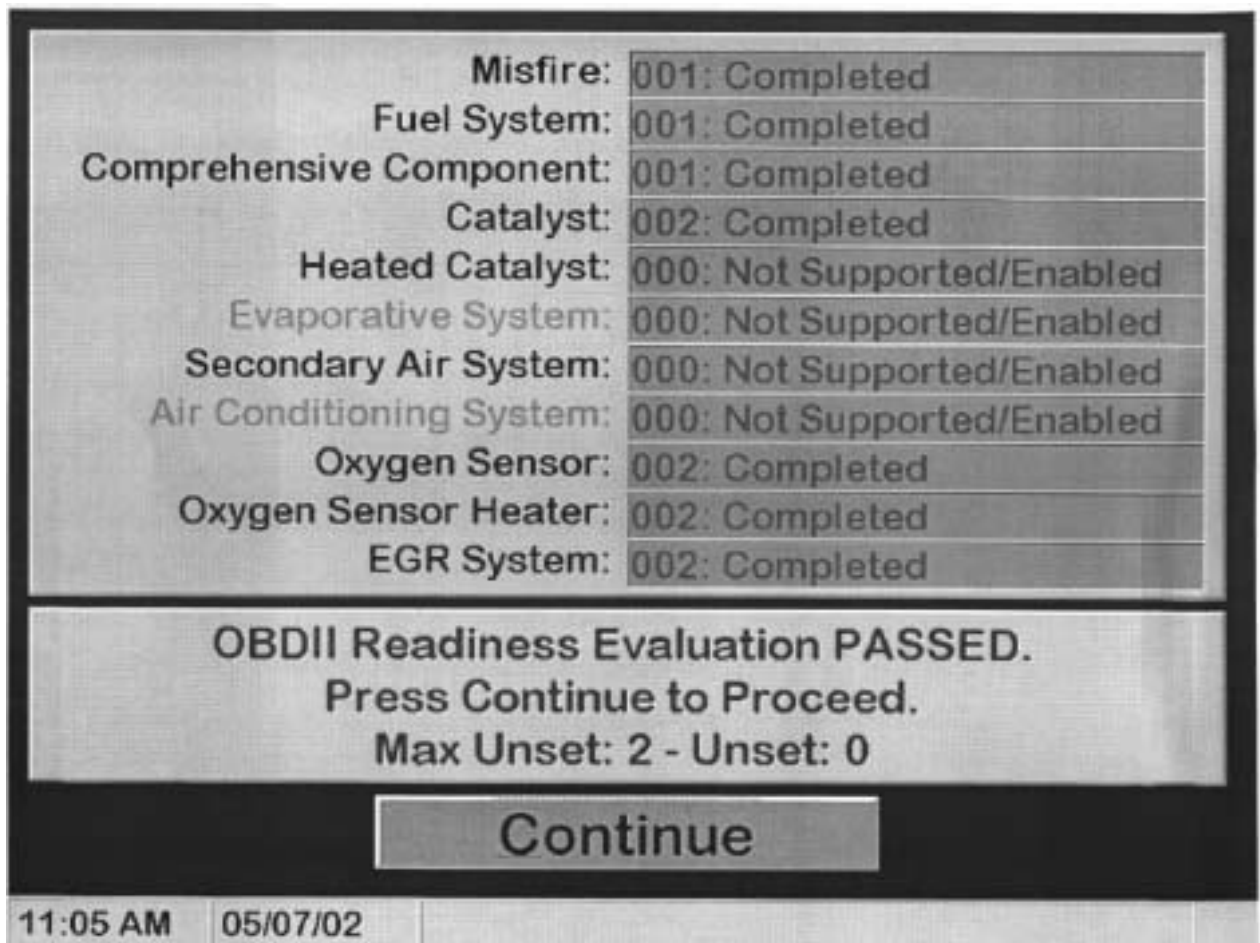 Misfire: 001: Completed
Fuel System: 001: Completed
Comprehensive Component: 001: Completed
Catalyst: 002: Completed
Heated Catalyst: 000: Not Supported/Enabled
Evaporative System: 000: Not Supported/Enabled
Secondary Air System: 000: Not Supported/Enabled
Air Conditioning System: 000: Not Supported/Enabled
Oxygen Sensor: 002: Completed
Oxygen Sensor Heater: 002: Completed
EGR System: 002: Completed
OBDII Readiness Evaluation PASSED.
Press Continue to Proceed.
Max Unset: 2 - Unset: 0
Continue
11:05 AM 05/07/02